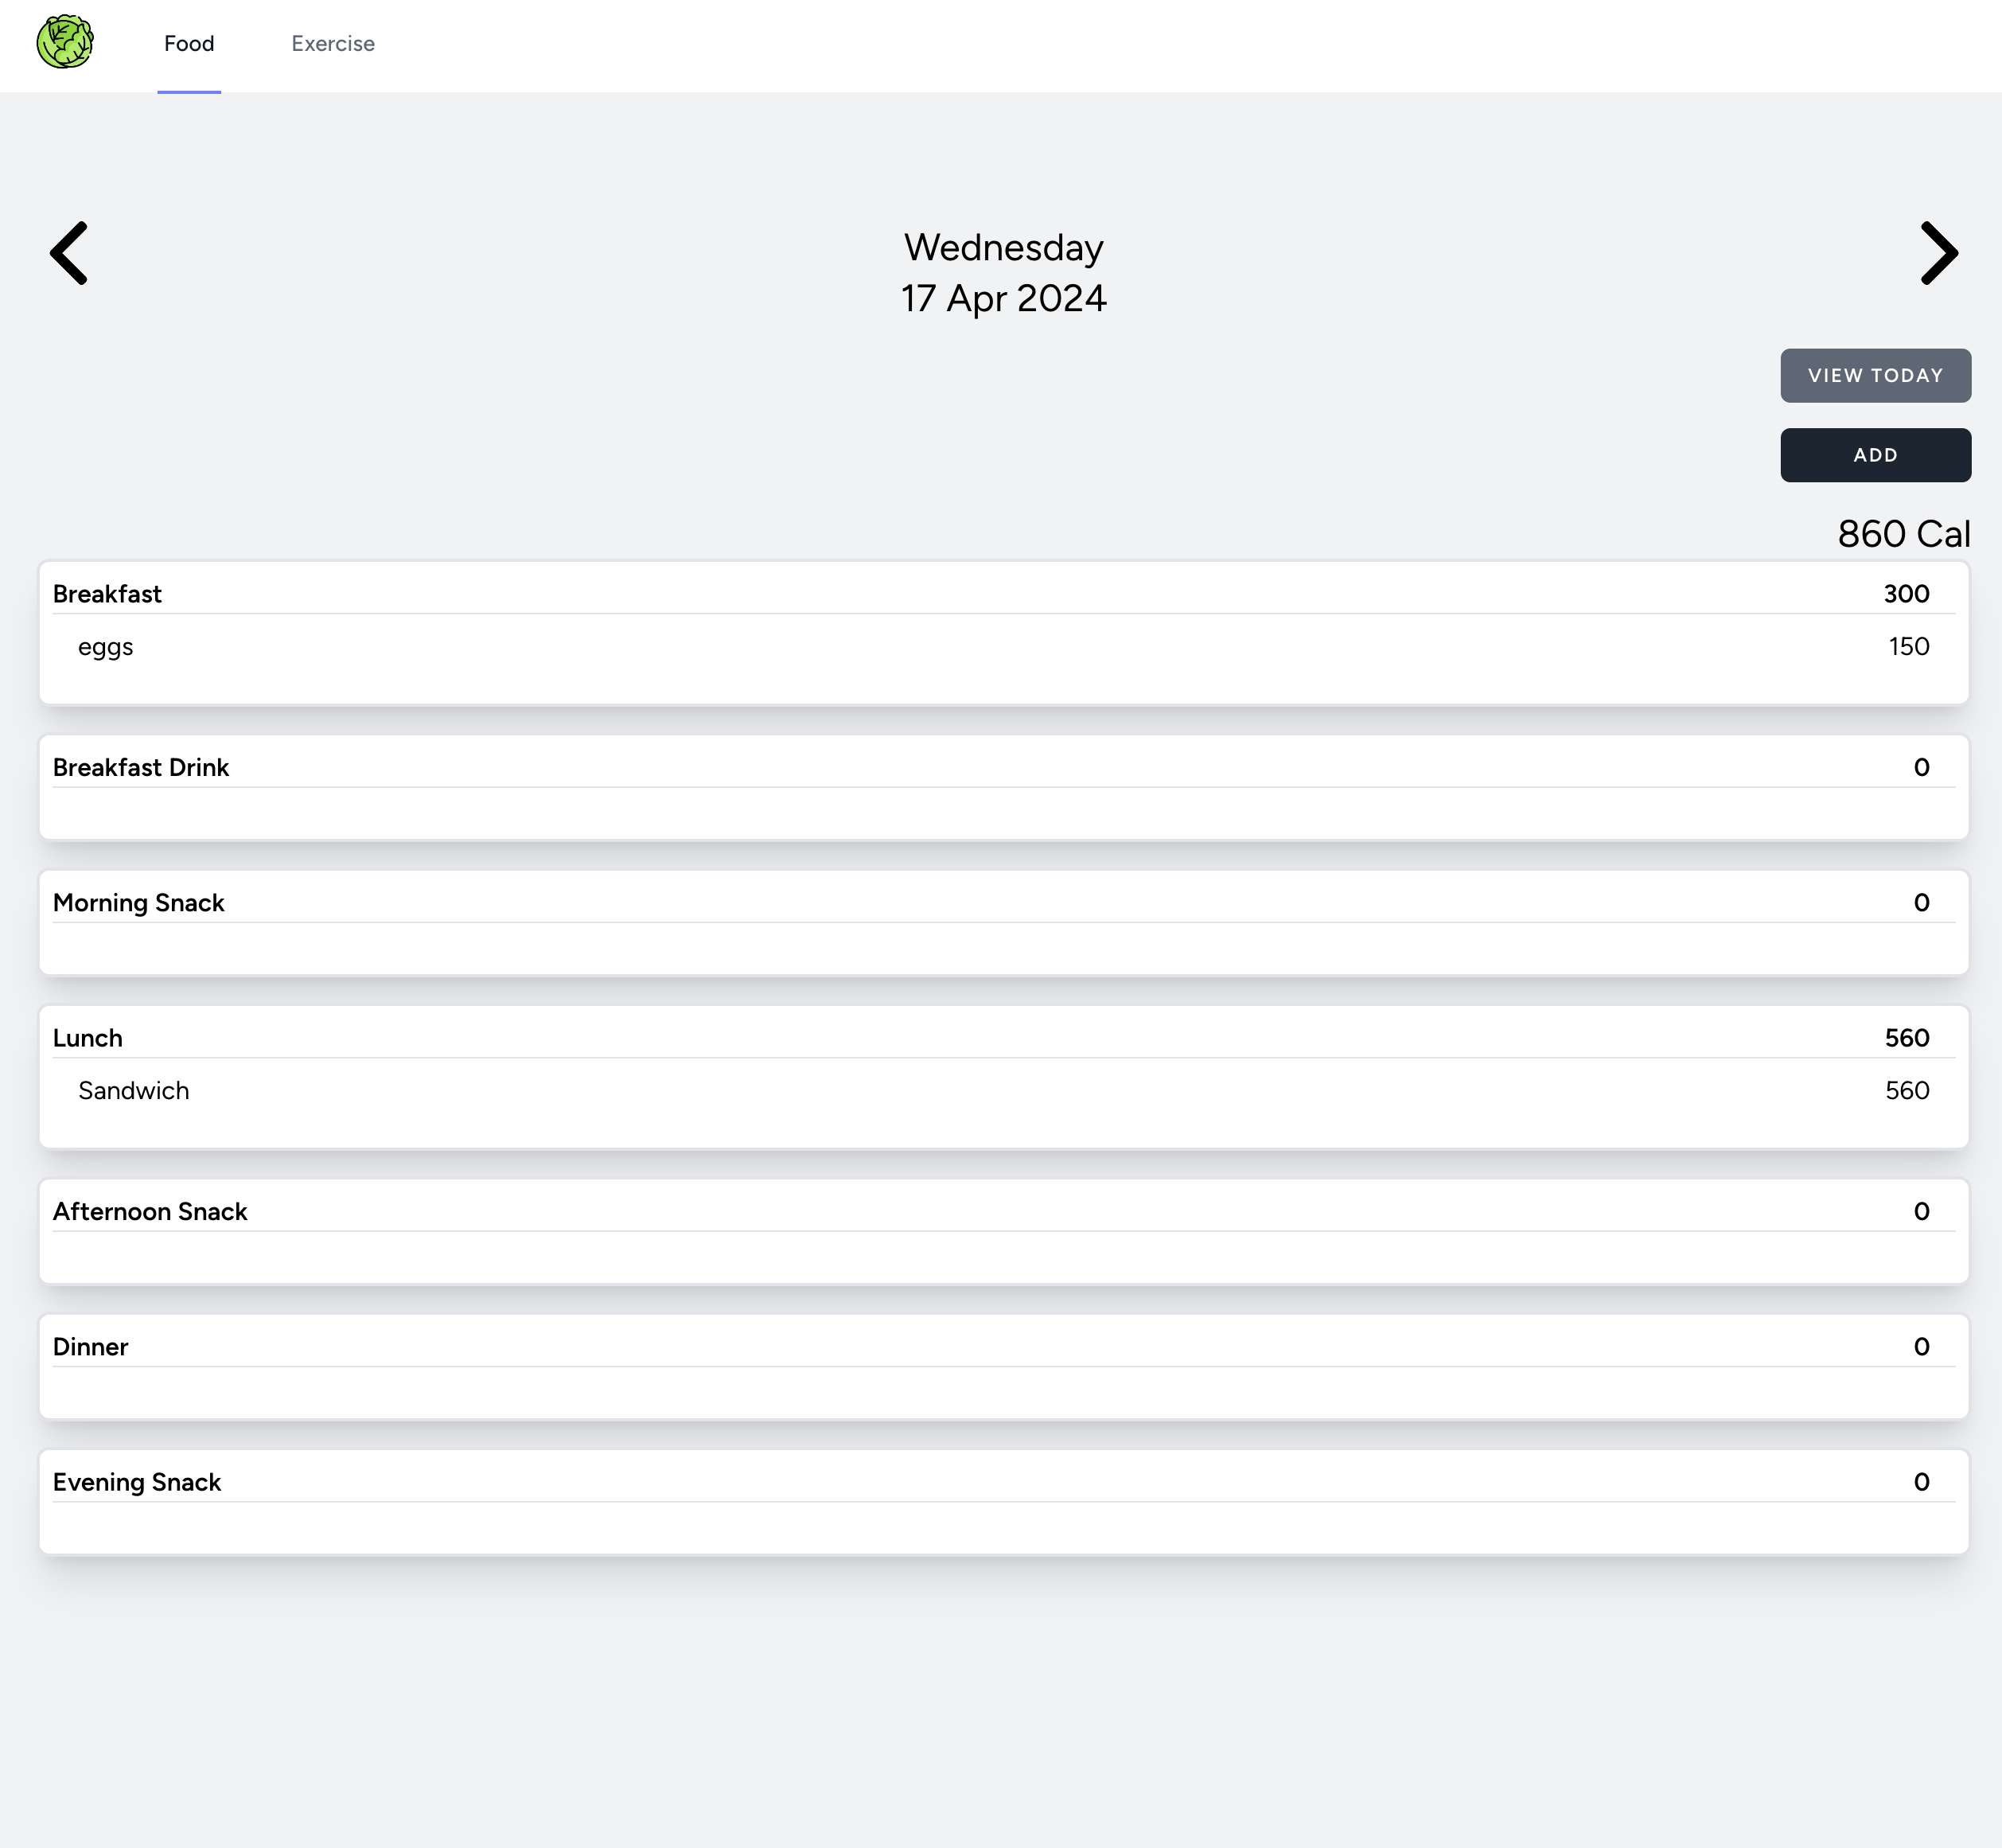 Food Exercise
Wednesday
17 Apr 2024
VIEW TODAY
ADD
860 Cal
Breakfast 300
eggs 150
Breakfast Drink 0
Morning Snack 0
Lunch 560
Sandwich 560
Afternoon Snack 0
Dinner 0
Evening Snack 0